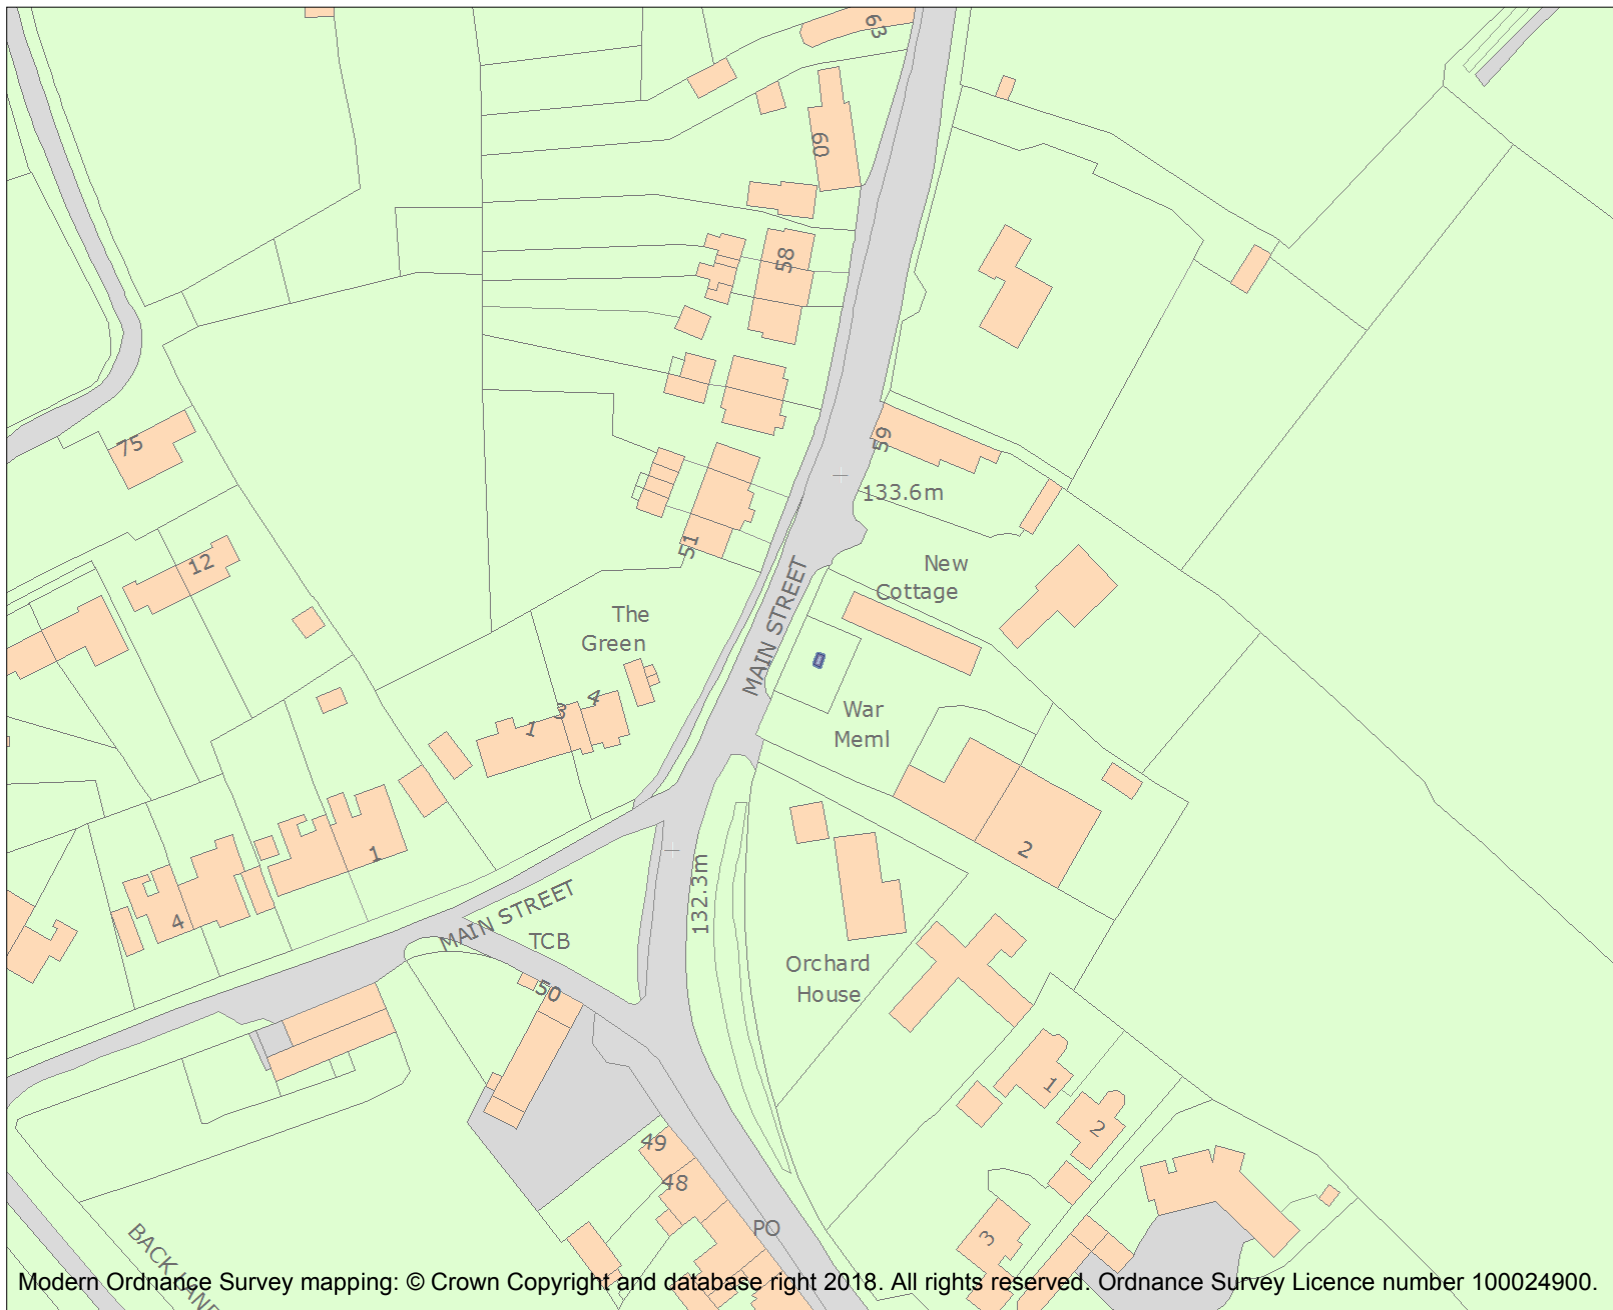 63
60
58
59
133.6m
75
12
51
New
Cottage
The
Green
MAIN STREET
4
3
1
War
Meml
1
2
4
132.3m
MAIN STREET
TCB
Orchard
House
50
1
2
49
48
PO
3
BACK LANE
Modern Ordnance Survey mapping: © Crown Copyright and database right 2018. All rights reserved. Ordnance Survey Licence number 100024900.